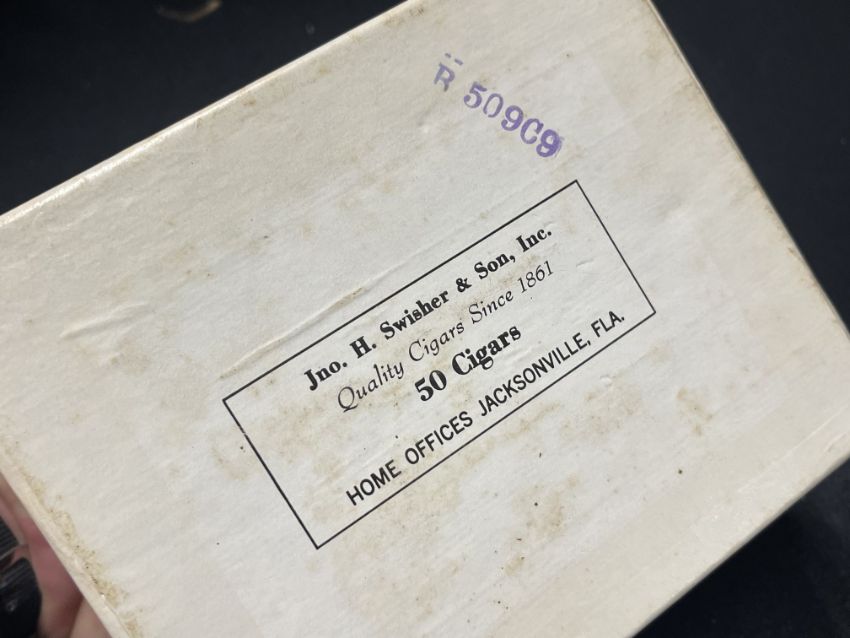 R 509C9
Jno. H. Swisher & Son, Inc.
Quality Cigars Since 1861
50 Cigars
HOME OFFICES JACKSONVILLE, FLA.